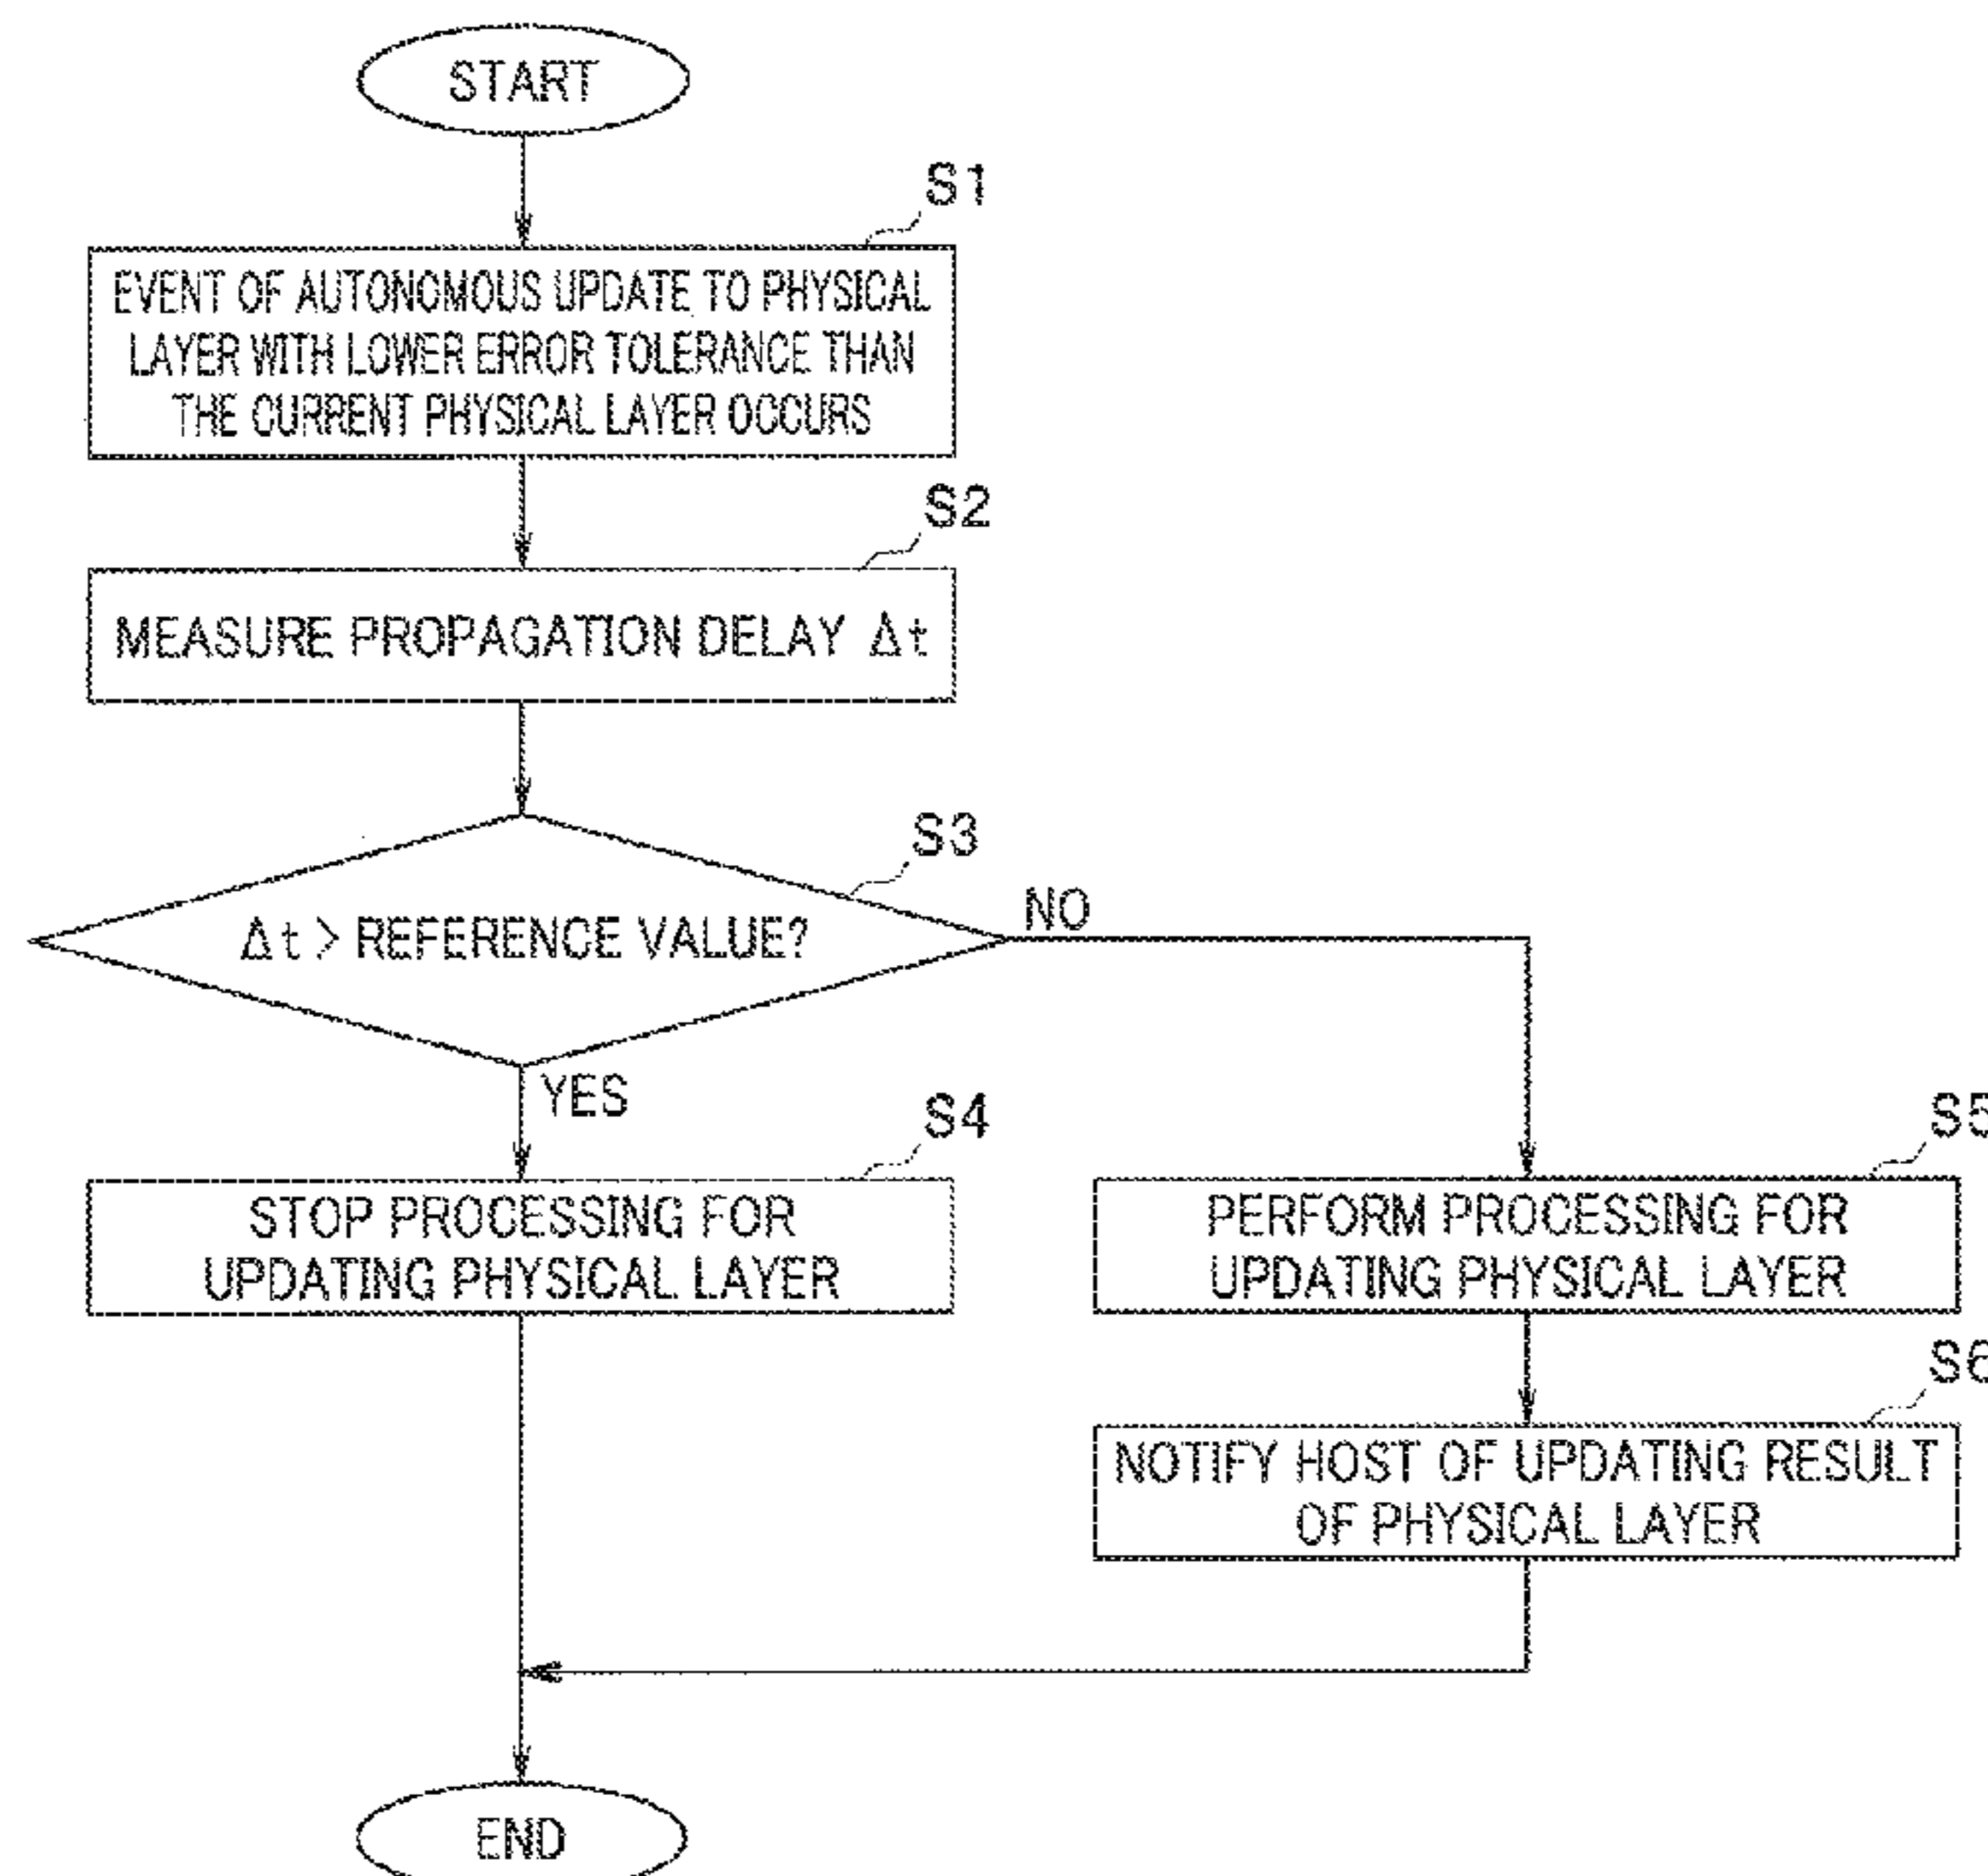 START
S1
EVENT OF AUTONOMOUS UPDATE TO PHYSICAL
LAYER WITH LOWER ERROR TOLERANCE THAN
THE CURRENT PHYSICAL LAYER OCCURS
S2
MEASURE PROPAGATION DELAY Δt
S3
Δt > REFERENCE VALUE?
NO
YES
S4
STOP PROCESSING FOR
UPDATING PHYSICAL LAYER
S5
PERFORM PROCESSING FOR
UPDATING PHYSICAL LAYER
S6
NOTIFY HOST OF UPDATING RESULT
OF PHYSICAL LAYER
END